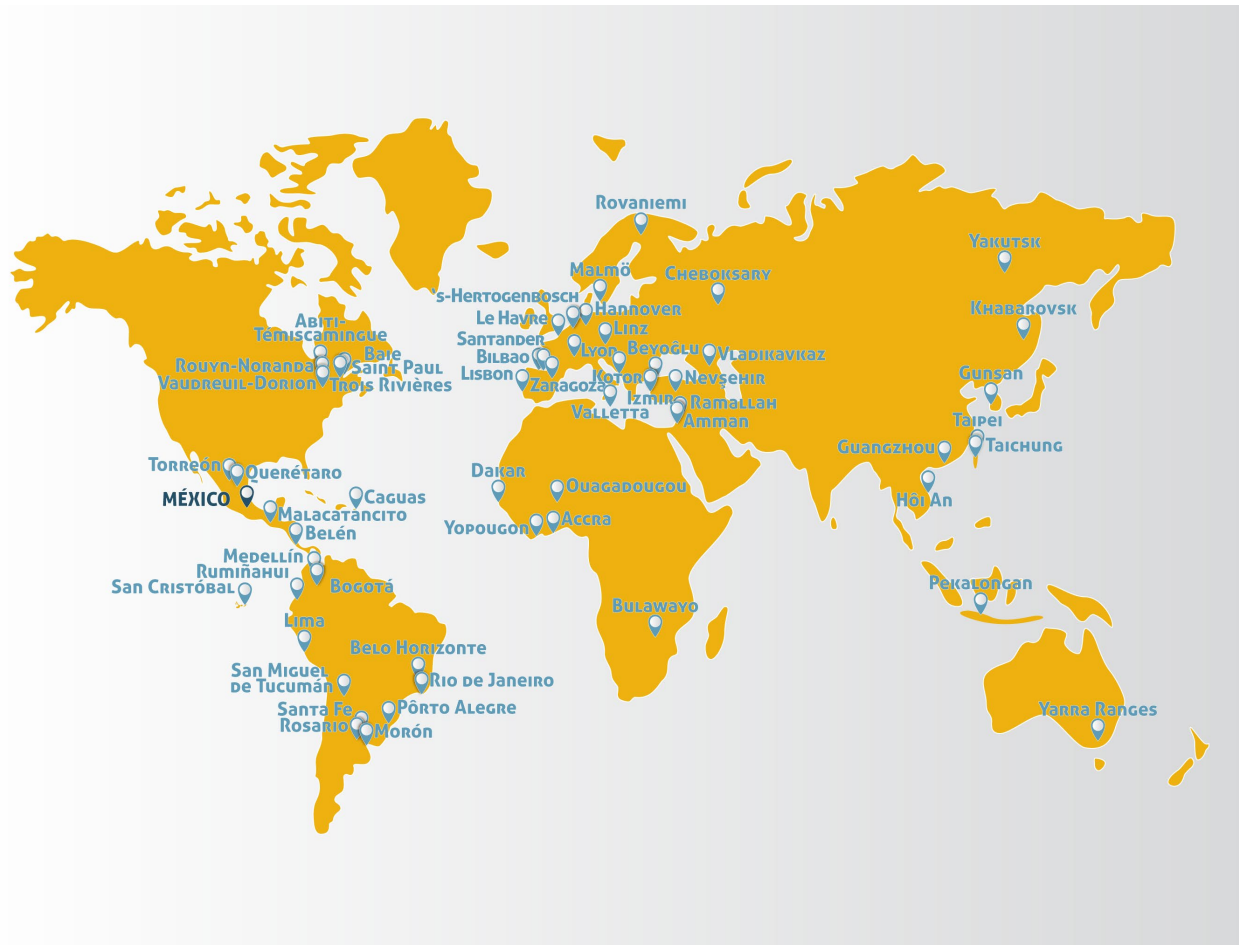 Rovaniemi
Yakutsk
Malmö
Cheboksary
's-Hertogenbosch
Hannover
Khabarovsk
Le Havre
Abiti-
Témiscamingue
Linz
Santander
Lyon
Beyoğlu
Vladikavkaz
Bilbao
Baie
Saint Paul
Rouyn-Noranda
Vaudreuil-Dorion
Trois Rivières
Lisbon
Zaragoza
Kotor
Nevşehir
Gunsan
Izmir
Ramallah
Valletta
Amman
Taipei
Guangzhou
Taichung
Torreón
Querétaro
Dakar
Ouagadougou
MÉXICO
Caguas
Hôi An
Malacatancito
Yopougon
Accra
Belén
Medellín
Rumiñahui
San Cristóbal
Bogotá
Pekalongan
Bulawayo
Lima
Belo Horizonte
San Miguel
de Tucumán
Rio de Janeiro
Santa Fe
Pôrto Alegre
Yarra Ranges
Rosario
Morón